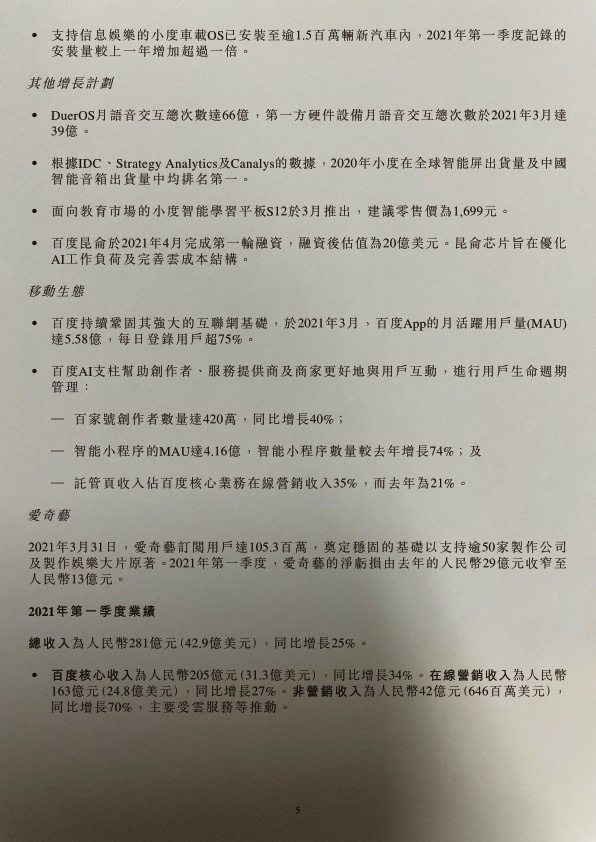 • 支持信息娛樂的小度車載OS已安裝至逾1.5百萬輛新汽車內，2021年第一季度記錄的
安裝量較上一年增加超過一倍。
其他增長計劃
• DuerOS月語音交互總次數達66億，第一方硬件設備月語音交互總次數於2021年3月達
39億。
• 根據IDC、Strategy Analytics及Canalys的數據，2020年小度在全球智能屏出貨量及中國
智能音箱出貨量中均排名第一。
• 面向教育市場的小度智能學習平板S12於3月推出，建議零售價為1,699元。
• 百度昆侖於2021年4月完成第一輪融資，融資後估值為20億美元。昆侖芯片旨在優化
AI工作負荷及完善雲成本結構。
移動生態
• 百度持續鞏固其強大的互聯網基礎，於2021年3月，百度App的月活躍用戶量(MAU)
達5.58億，每日登錄用戶超75%。
• 百度AI支柱幫助創作者、服務提供商及商家更好地與用戶互動，進行用戶生命週期
管理：
— 百家號創作者數量達420萬，同比增長40%；
— 智能小程序的MAU達4.16億，智能小程序數量較去年增長74%；及
— 託管頁收入佔百度核心業務在線營銷收入35%，而去年為21%。
愛奇藝
2021年3月31日，愛奇藝訂閱用戶達105.3百萬，奠定穩固的基礎以支持逾50家製作公司
及製作娛樂大片原著。2021年第一季度，愛奇藝的淨虧損由去年的人民幣29億元收窄至
人民幣13億元。
2021年第一季度業績
總收入為人民幣281億元(42.9億美元)，同比增長25%。
• 百度核心收入為人民幣205億元(31.3億美元)，同比增長34%。在線營銷收入為人民幣
163億元(24.8億美元)，同比增長27%。非營銷收入為人民幣42億元(646百萬美元)，
同比增長70%，主要受雲服務等推動。
5